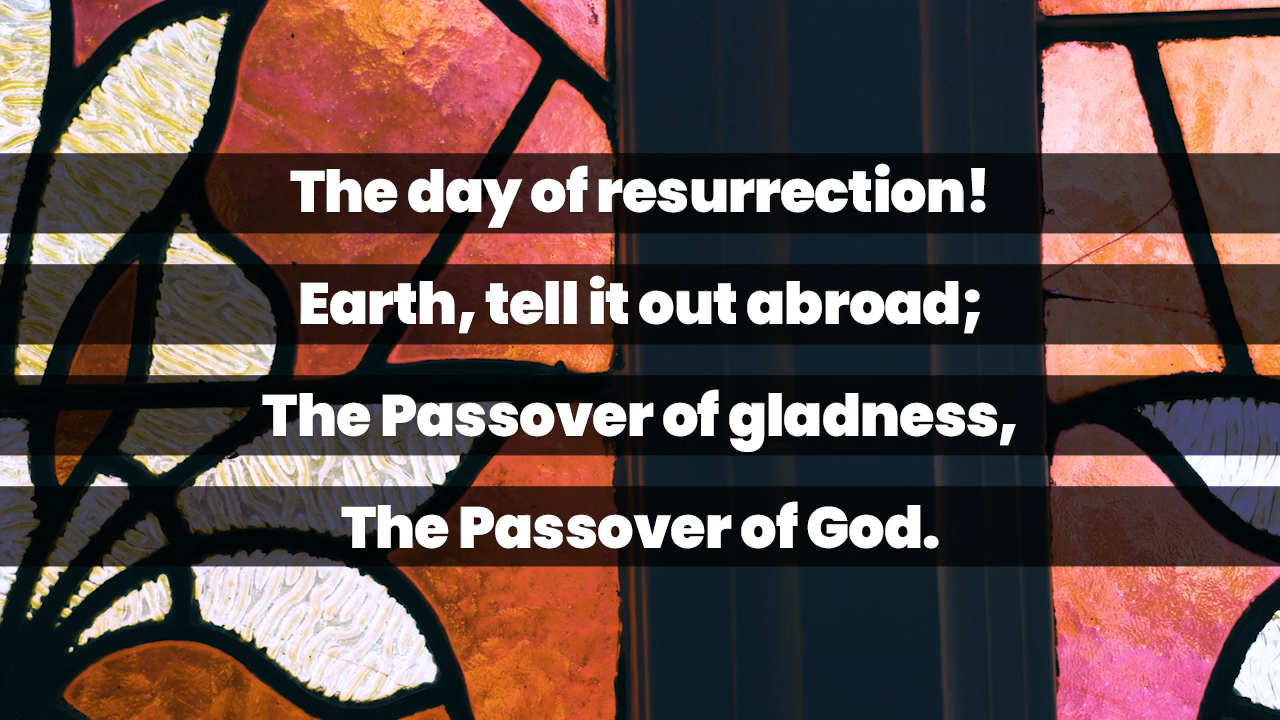 The day of resurrection!
Earth, tell it out abroad;
The Passover of gladness,
The Passover of God.